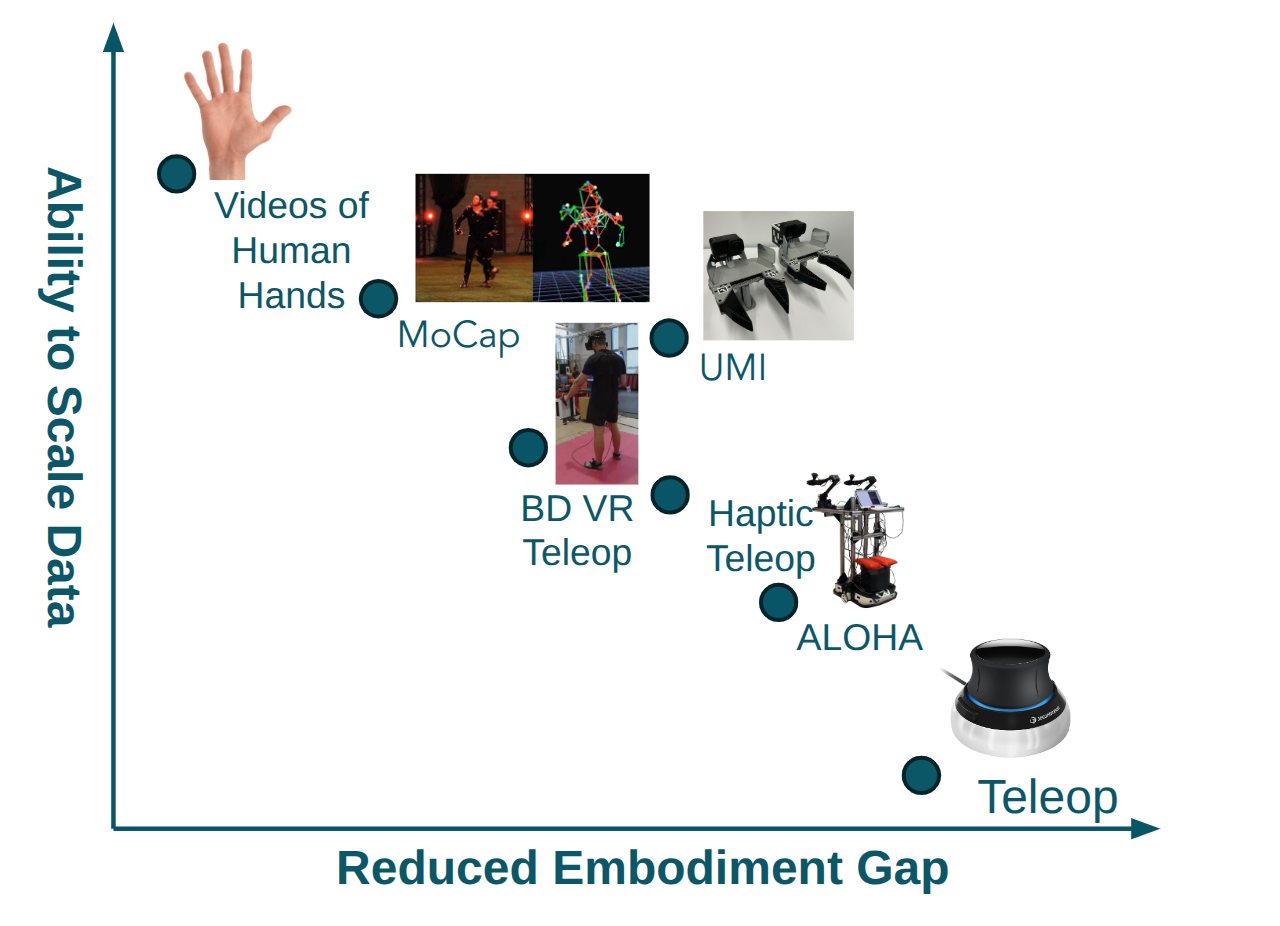 Ability to Scale Data
Videos of
Human
Hands
MoCap
UMI
BD VR
Teleop
Haptic
Teleop
ALOHA
Teleop
Reduced Embodiment Gap